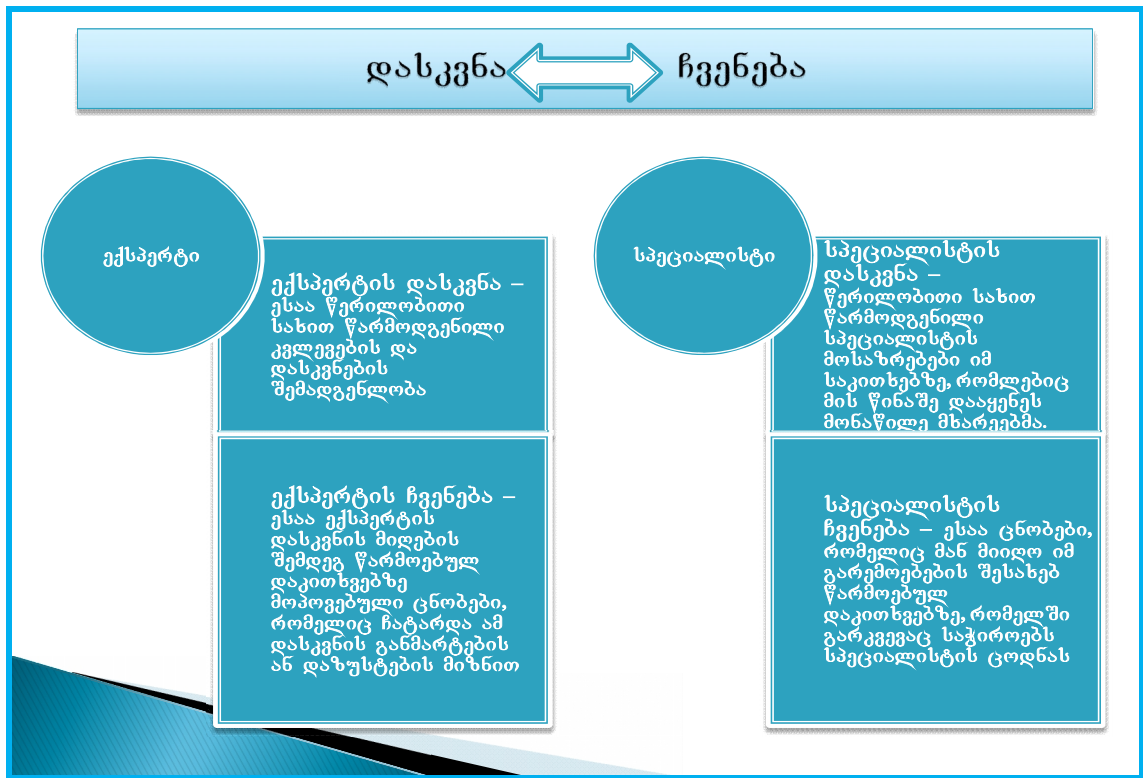 დასკვნა ჩვენება
ექსპერტი
ექსპერტის დასკვნა –
ესაა წერილობითი
სახით წარმოდგენილი
კვლევების და
დასკვნების
შემადგენლობა
ექსპერტის ჩვენება –
ესაა ექსპერტის
დასკვნის მიღების
შემდეგ წარმოებულ
დაკითხვებზე
მოპოვებული ცნობები,
რომელიც ჩატარდა ამ
დასკვნის განმარტების
ან დაზუსტების მიზნით
სპეციალისტი
სპეციალისტის
დასკვნა –
წერილობითი სახით
წარმოდგენილი
სპეციალისტის
მოსაზრებები იმ
საკითხებზე, რომლებიც
მის წინაშე დააყენეს
მონაწილე მხარეებმა.
სპეციალისტის
ჩვენება – ესაა ცნობები,
რომელიც მან მიიღო იმ
გარემოებების შესახებ
წარმოებულ
დაკითხვებზე, რომელში
გარკვევაც საჭიროებს
სპეციალისტის ცოდნას